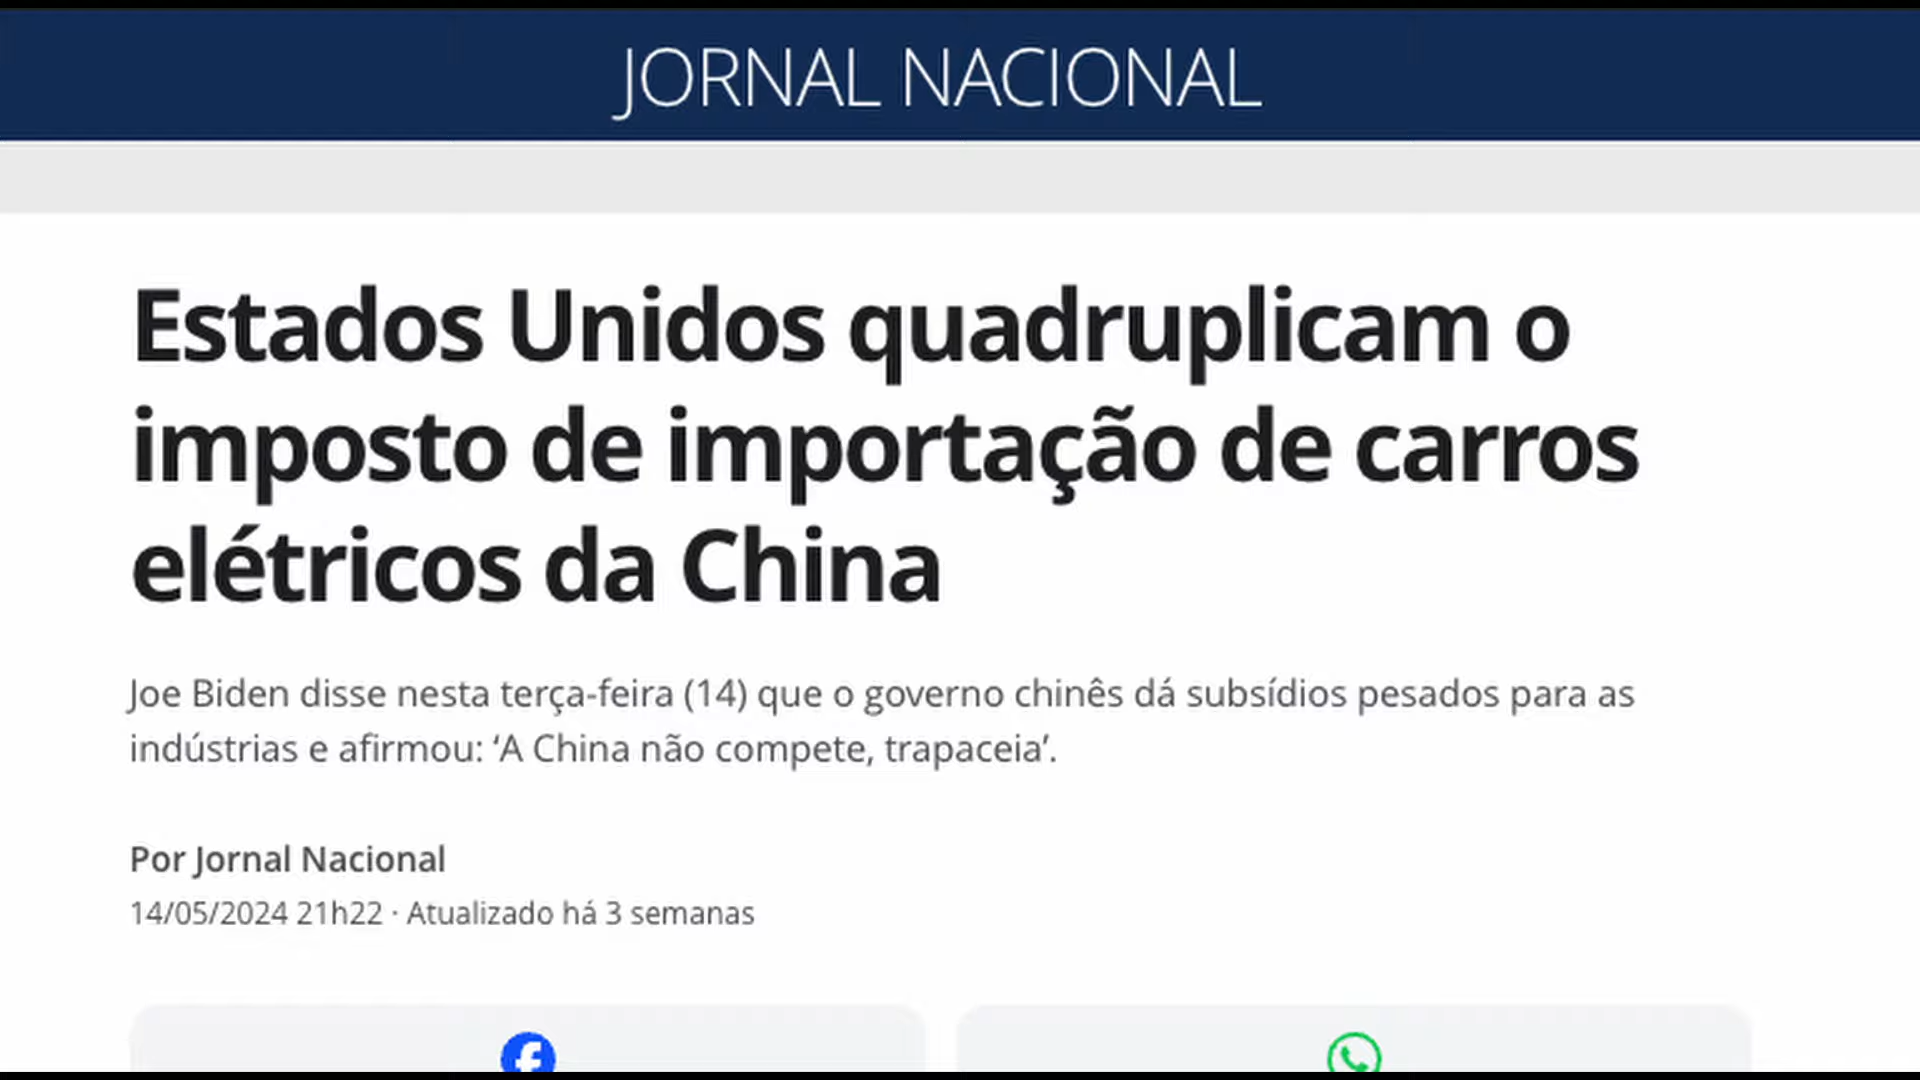 JORNAL NACIONAL
Estados Unidos quadruplicam o
imposto de importação de carros
elétricos da China
Joe Biden disse nesta terça-feira (14) que o governo chinês dá subsídios pesados para as
indústrias e afirmou: ‘A China não compete, trapaceia’.
Por Jornal Nacional
14/05/2024 21h22 · Atualizado há 3 semanas